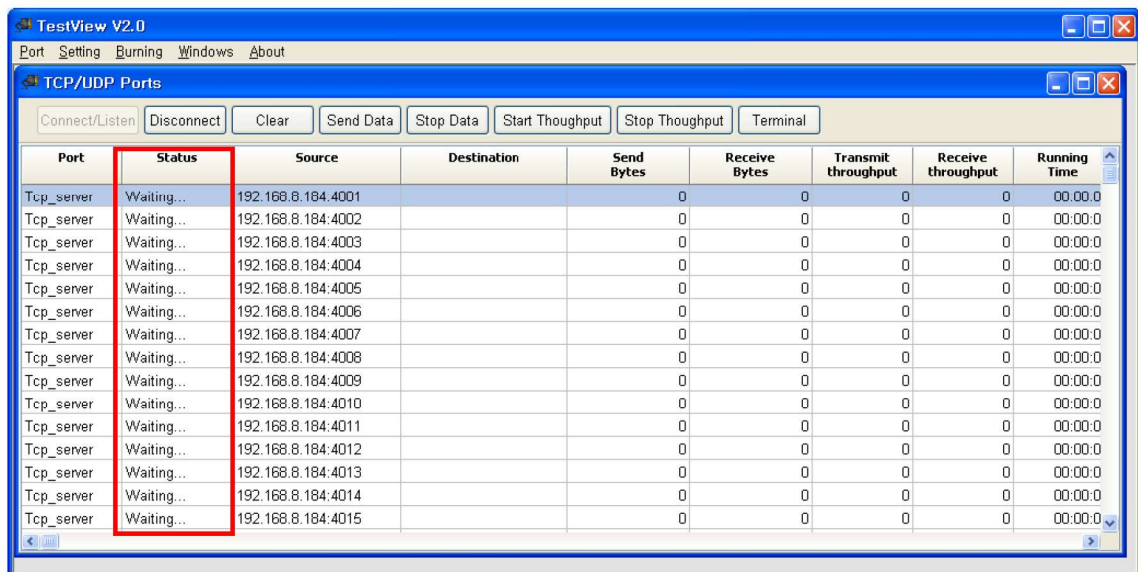 TestView V2.0
Port Setting Burning Windows About
TCP/UDP Ports
Connect/Listen Disconnect Clear Send Data Stop Data Start Thoughput Stop Thoughput Terminal
Port Status Source Destination Send Bytes Receive Bytes Transmit throughput Receive throughput Running Time
Tcp_server Waiting... 192.168.8.184:4001 0 0 0 0 00:00:0
Tcp_server Waiting... 192.168.8.184:4002 0 0 0 0 00:00:0
Tcp_server Waiting... 192.168.8.184:4003 0 0 0 0 00:00:0
Tcp_server Waiting... 192.168.8.184:4004 0 0 0 0 00:00:0
Tcp_server Waiting... 192.168.8.184:4005 0 0 0 0 00:00:0
Tcp_server Waiting... 192.168.8.184:4006 0 0 0 0 00:00:0
Tcp_server Waiting... 192.168.8.184:4007 0 0 0 0 00:00:0
Tcp_server Waiting... 192.168.8.184:4008 0 0 0 0 00:00:0
Tcp_server Waiting... 192.168.8.184:4009 0 0 0 0 00:00:0
Tcp_server Waiting... 192.168.8.184:4010 0 0 0 0 00:00:0
Tcp_server Waiting... 192.168.8.184:4011 0 0 0 0 00:00:0
Tcp_server Waiting... 192.168.8.184:4012 0 0 0 0 00:00:0
Tcp_server Waiting... 192.168.8.184:4013 0 0 0 0 00:00:0
Tcp_server Waiting... 192.168.8.184:4014 0 0 0 0 00:00:0
Tcp_server Waiting... 192.168.8.184:4015 0 0 0 0 00:00:0